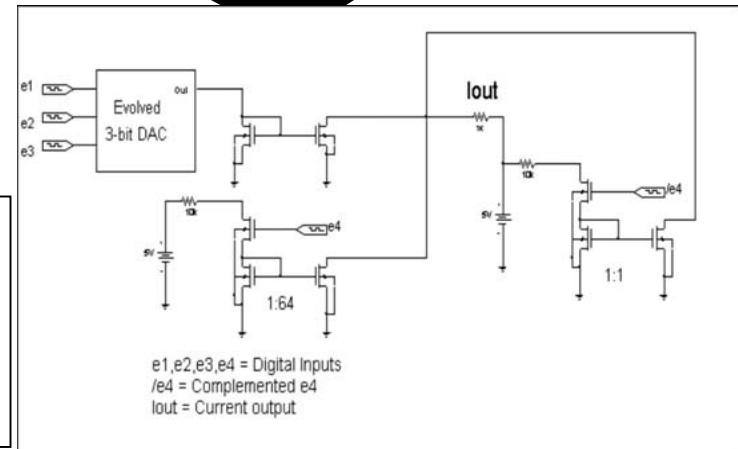 e1
e2
e3
Out
Evolved
3-bit DAC
Iout
1K
10k
5V
/e4
1:1
10k
5V
e4
1:64
e1,e2,e3,e4 = Digital Inputs
/e4 = Complemented e4
Iout = Current output